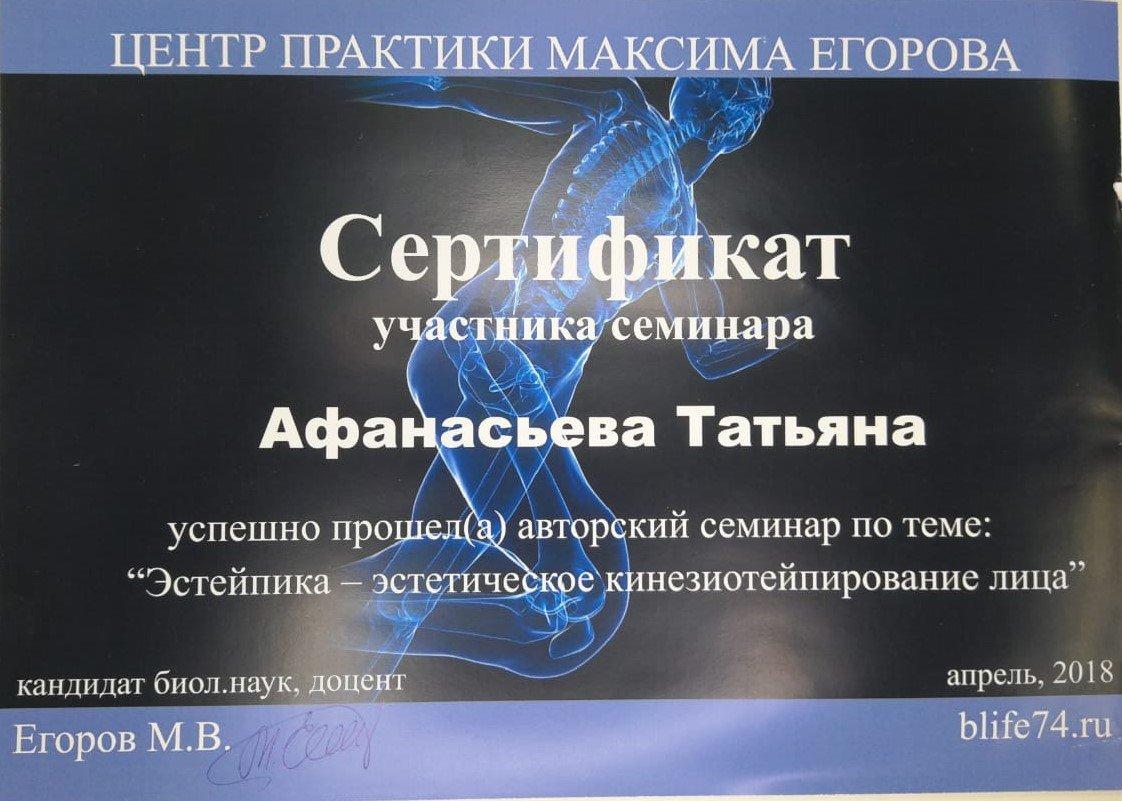 ЦЕНТР ПРАКТИКИ МАКСИМА ЕГОРОВА
Сертификат
участника семинара
Афанасьева Татьяна
успешно прошел(а) авторский семинар по теме:
“Эстейпика – эстетическое кинезиотейпирование лица”
кандидат биол.наук, доцент
апрель, 2018
Егоров М.В.
blife74.ru